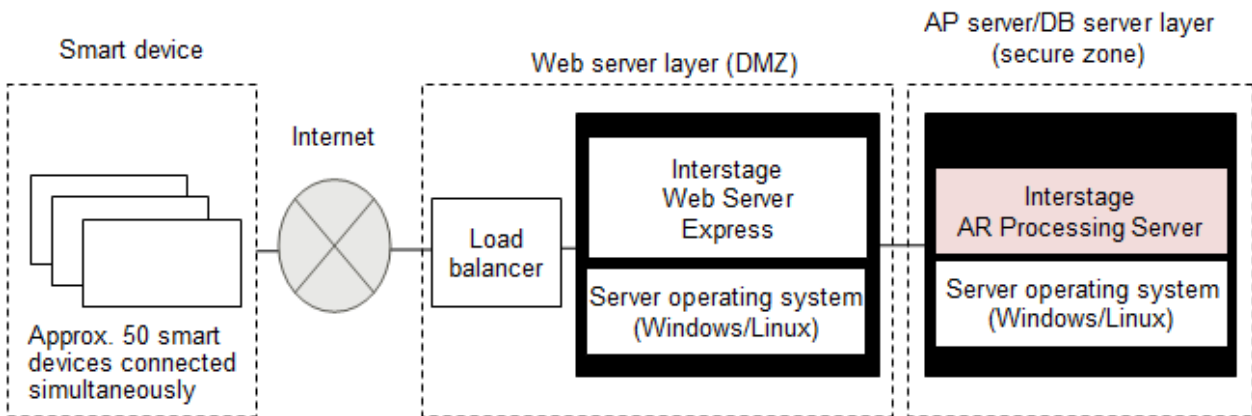 Smart device
Approx. 50 smart
devices connected
simultaneously
Internet
Web server layer (DMZ)
Load
balancer
Interstage
Web Server
Express
Server operating system
(Windows/Linux)
AP server/DB server layer
(secure zone)
Interstage
AR Processing Server
Server operating system
(Windows/Linux)